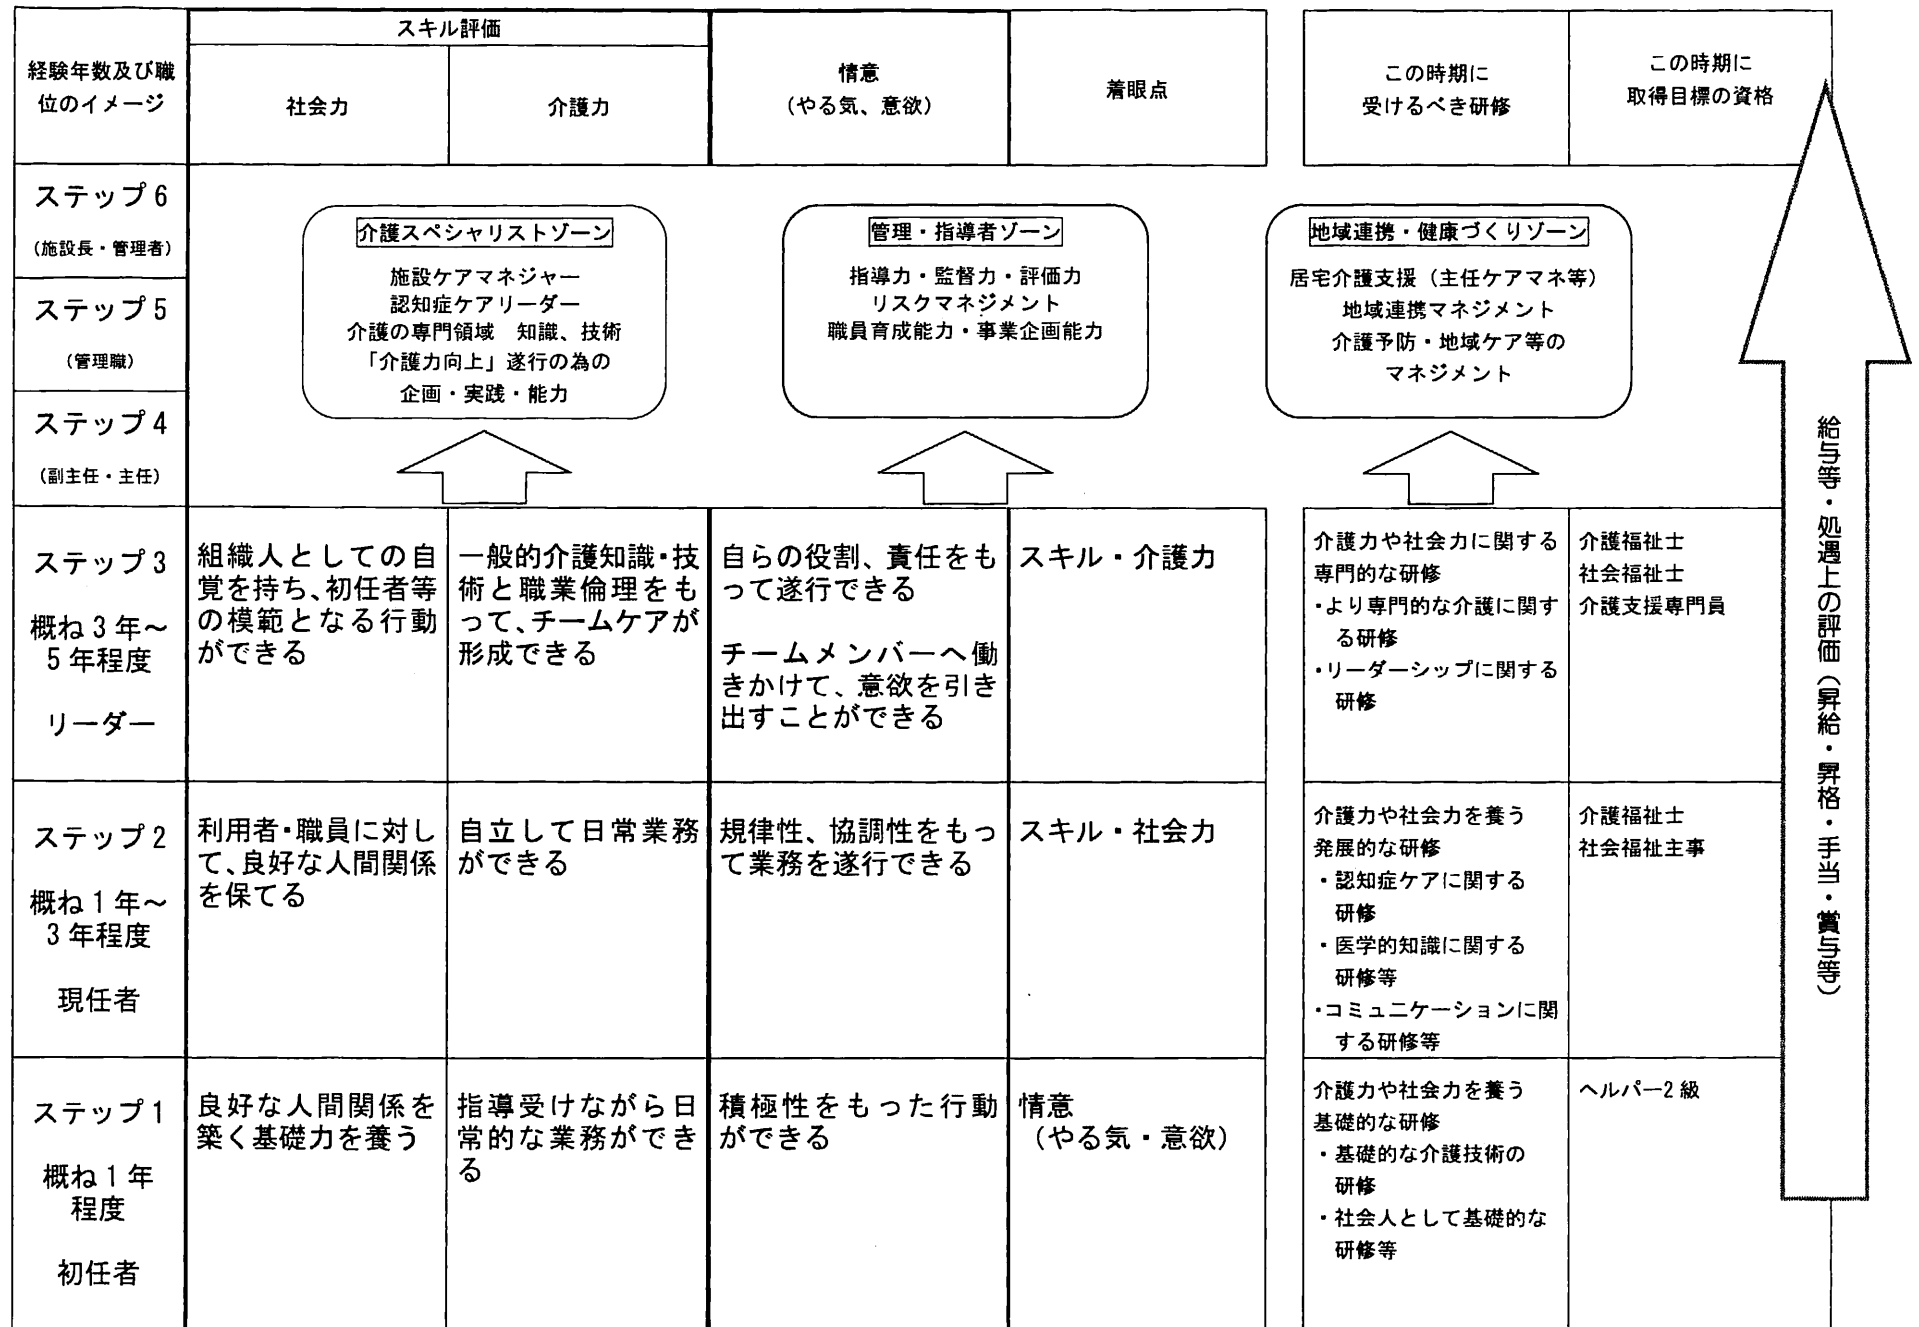 経験年数及び職
位のイメージ
スキル評価
社会力
介護力
情意
(やる気、意欲)
着眼点
この時期に
受けるべき研修
この時期に
取得目標の資格
ステップ6
(施設長・管理者)
ステップ5
(管理職)
ステップ4
(副主任・主任)
介護スペシャリストゾーン
施設ケアマネジャー
認知症ケアリーダー
介護の専門領域　知識、技術
「介護力向上」遂行の為の
企画・実践・能力
管理・指導者ゾーン
指導力・監督力・評価力
リスクマネジメント
職員育成能力・事業企画能力
地域連携・健康づくりゾーン
居宅介護支援（主任ケアマネ等）
地域連携マネジメント
介護予防・地域ケア等の
マネジメント
ステップ3
概ね3年～
5年程度
リーダー
組織人としての自
覚を持ち、初任者等
の模範となる行動
ができる
一般的介護知識・技
術と職業倫理をも
って、チームケアが
形成できる
自らの役割、責任をも
って遂行できる
チームメンバーへ働
きかけて、意欲を引き
出すことができる
スキル・介護力
介護力や社会力に関する
専門的な研修
・より専門的な介護に関す
る研修
・リーダーシップに関する
研修
介護福祉士
社会福祉士
介護支援専門員
ステップ2
概ね1年～
3年程度
現任者
利用者・職員に対し
て、良好な人間関係
を保てる
自立して日常業務
ができる
規律性、協調性をもっ
て業務を遂行できる
スキル・社会力
介護力や社会力を養う
発展的な研修
・認知症ケアに関する
研修
・医学的知識に関する
研修等
・コミュニケーションに関
する研修等
介護福祉士
社会福祉主事
ステップ1
概ね1年
程度
初任者
良好な人間関係を
築く基礎力を養う
指導受けながら日
常的な業務ができ
る
積極性をもった行動
ができる
情意
（やる気・意欲）
介護力や社会力を養う
基礎的な研修
・基礎的な介護技術の
研修
・社会人として基礎的な
研修等
ヘルパー2級
給与等・処遇上の評価（昇給・昇格・手当・賞与等）